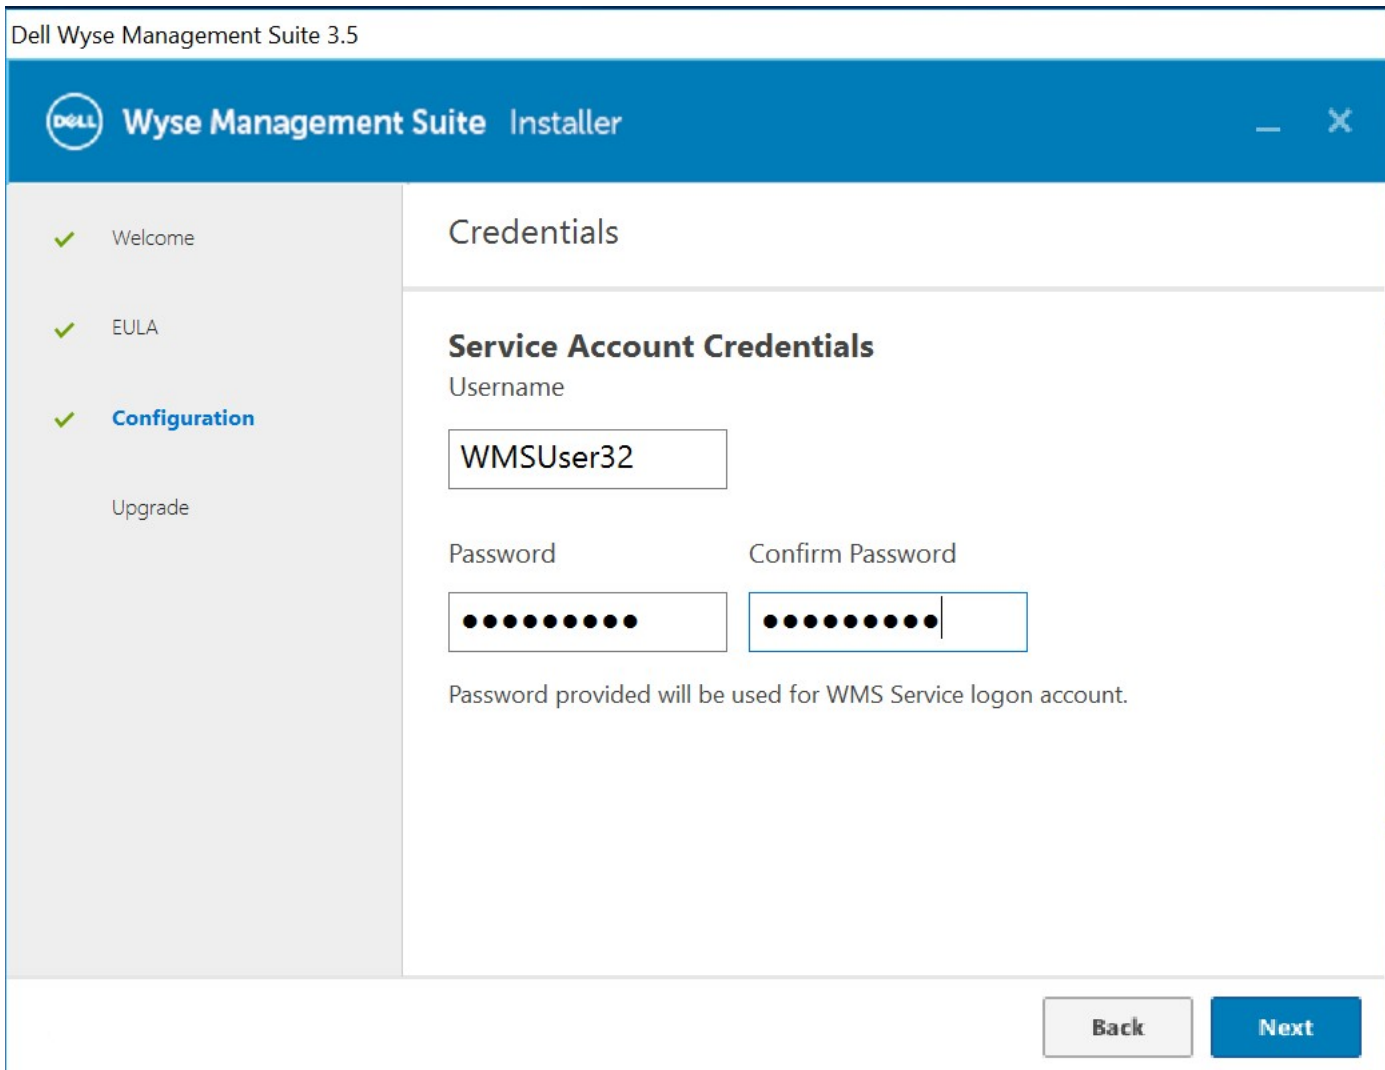 Dell Wyse Management Suite 3.5
DELL Wyse Management Suite Installer
Welcome
EULA
Configuration
Upgrade
Credentials
Service Account Credentials
Username
WMSUser32
Password Confirm Password
●●●●●●●●● ●●●●●●●●●
Password provided will be used for WMS Service logon account.
Back Next